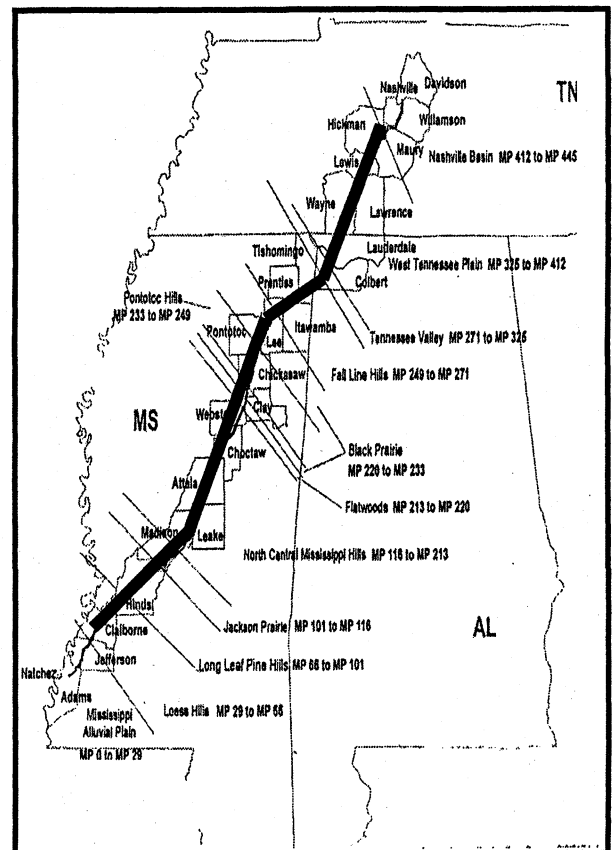 Nashville
Davidson
TN
Hickman
Willamson
Maury
Nashville Basin MP 412 to MP 445
Lewis
Wayne
Lawrence
Lauderdale
Tishomingo
West Tennessee Plain MP 325 to MP 412
Prentiss
Colbert
Pontotoc Hills
MP 233 to MP 249
Itawamba
Pontotoc
Lee
Tennessee Valley MP 271 to MP 325
Chickasaw
Fall Line Hills MP 249 to MP 271
MS
Webster
Clay
Choctaw
Black Prairie
MP 220 to MP 233
Attala
Flatwoods MP 213 to MP 220
Madison
Leake
North Central Mississippi Hills MP 116 to MP 213
Hinds
Jackson Prairie MP 101 to MP 116
AL
Claiborne
Jefferson
Long Leaf Pine Hills MP 66 to MP 101
Natchez
Adams
Loess Hills MP 29 to MP 66
Mississippi
Alluvial Plain
MP 0 to MP 29